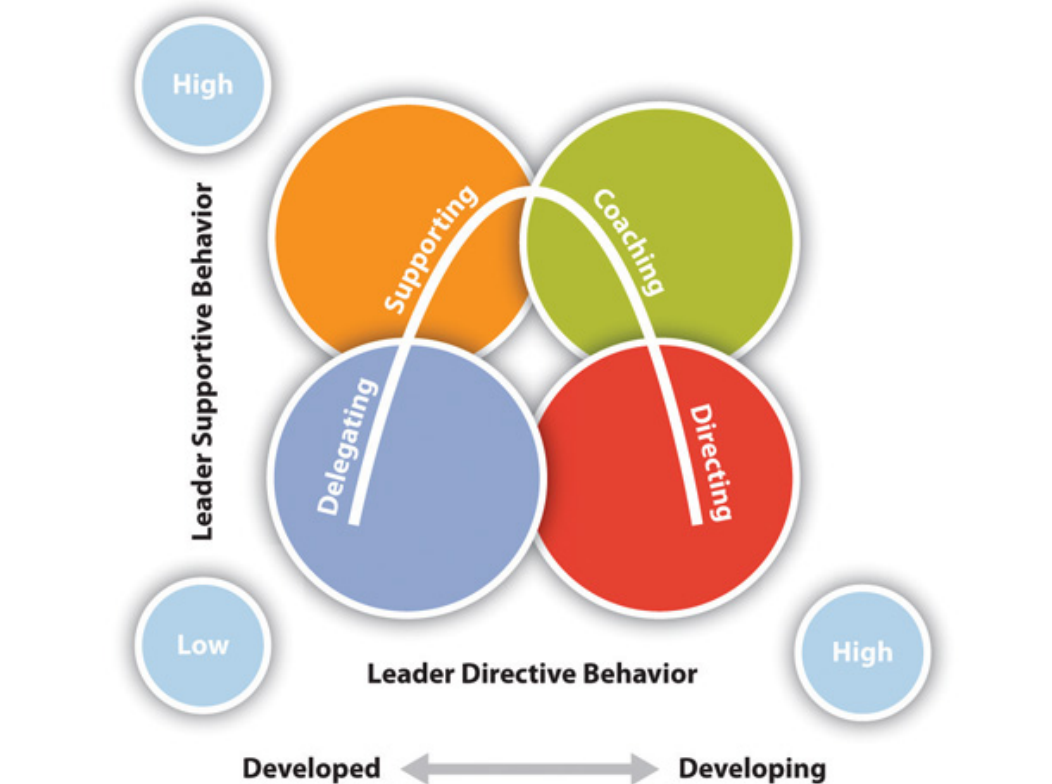 High
Leader Supportive Behavior
Supporting
Coaching
Delegating
Directing
Low
High
Leader Directive Behavior
Developed
Developing